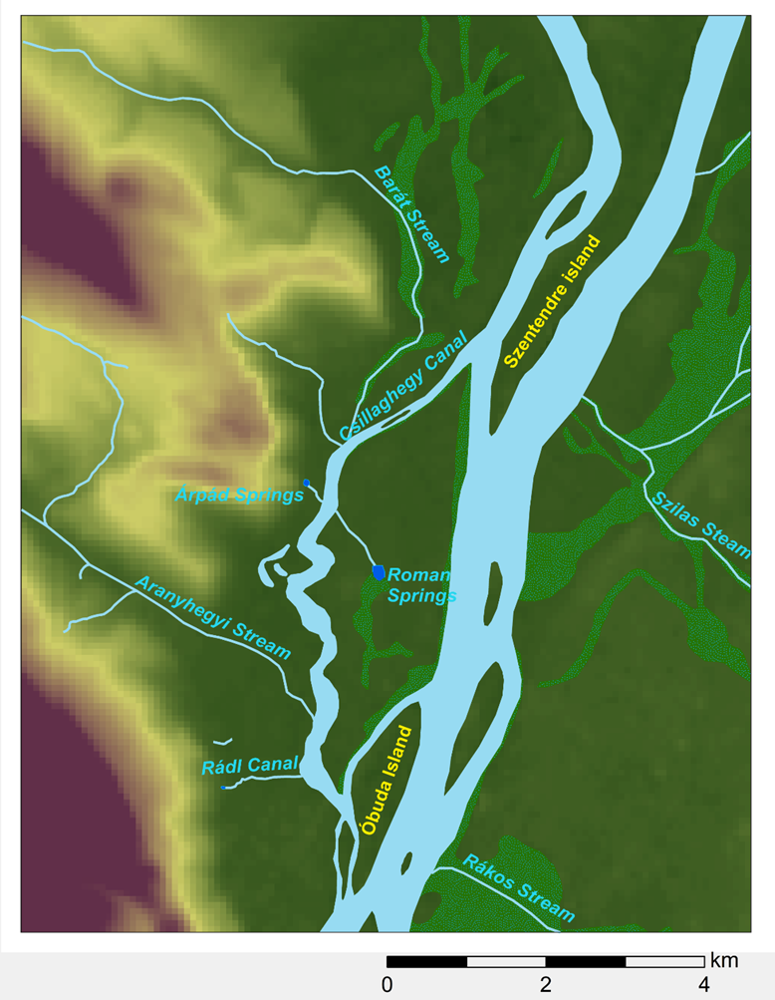 Barát Stream
Szentendre island
Csillaghegy Canal
Árpád Springs
Szilas Steam
Roman
Springs
Aranyhegyi Stream
Rádl Canal
Óbuda Island
Rákos Stream
km
0 2 4